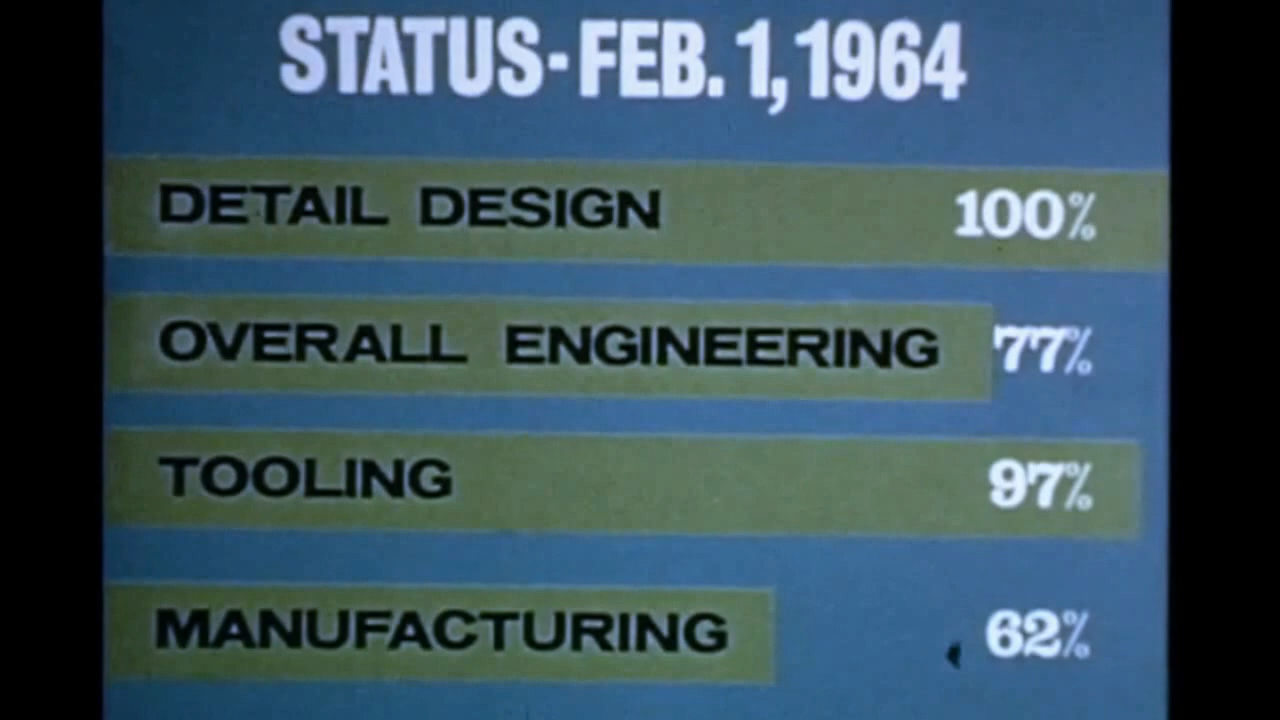 STATUS-FEB. 1, 1964
DETAIL DESIGN 100%
OVERALL ENGINEERING 77%
TOOLING 97%
MANUFACTURING 62%